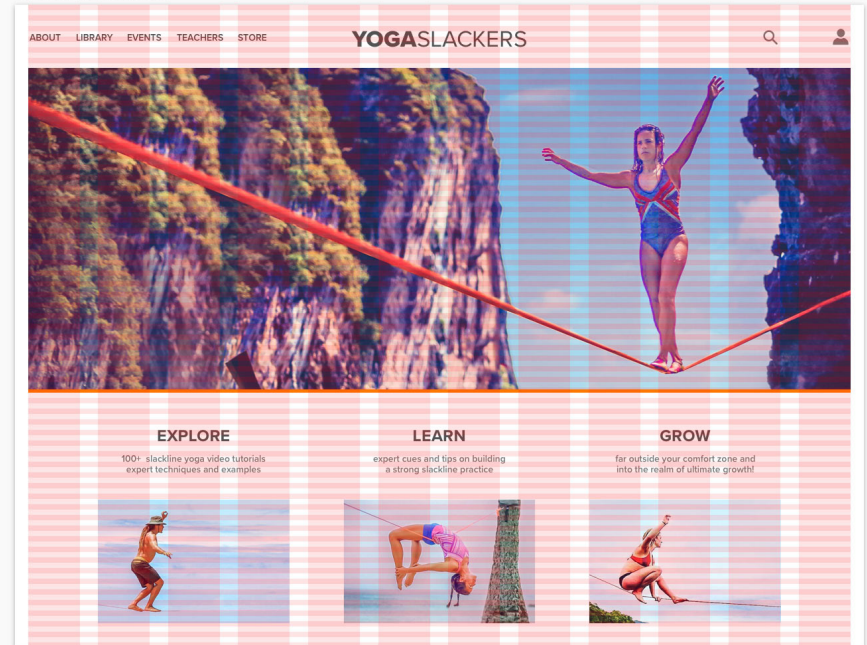 ABOUT LIBRARY EVENTS TEACHERS STORE YOGASLACKERS
EXPLORE
100+ slackline yoga video tutorials
expert techniques and examples
LEARN
expert cues and tips on building
a strong slackline practice
GROW
far outside your comfort zone and
into the realm of ultimate growth!